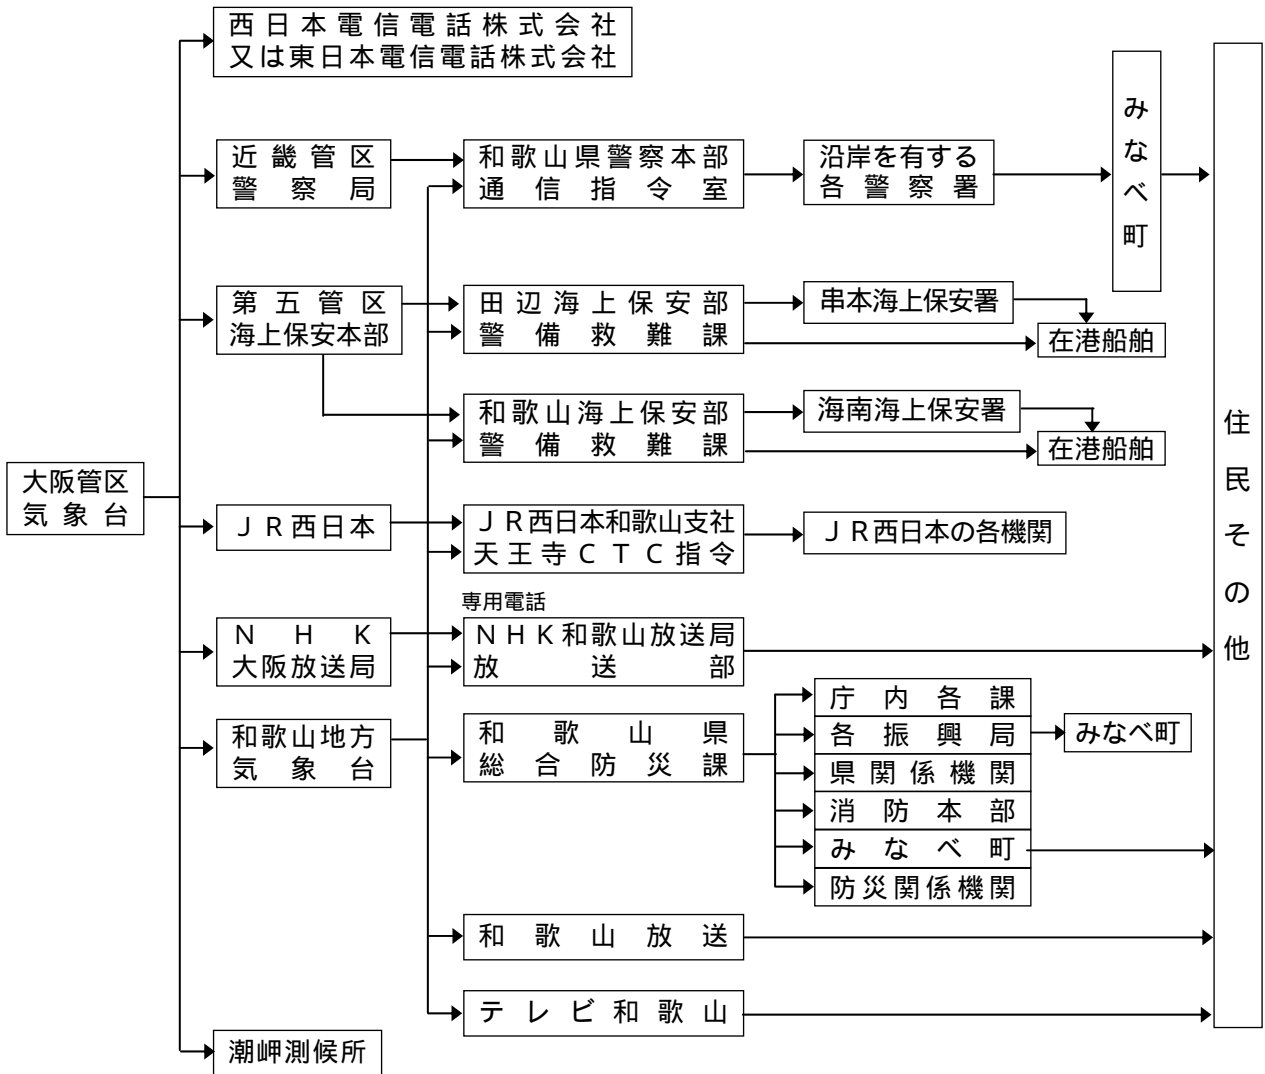 西日本電信電話株式会社
又は東日本電信電話株式会社
近畿管区
警察局
和歌山県警察本部
通信指令室
沿岸を有する
各警察署
みなべ町
第五管区
海上保安本部
田辺海上保安部
警備救難課
串本海上保安署
在港船舶
和歌山海上保安部
警備救難課
海南海上保安署
在港船舶
大阪管区
気象台
ＪＲ西日本
ＪＲ西日本和歌山支社
天王寺ＣＴＣ指令
ＪＲ西日本の各機関
専用電話
ＮＨＫ
大阪放送局
ＮＨＫ和歌山放送局
放送部
和歌山地方
気象台
和歌山県
総合防災課
庁内各課
各振興局
みなべ町
県関係機関
消防本部
みなべ町
防災関係機関
和歌山放送
テレビ和歌山
潮岬測候所
住民その他